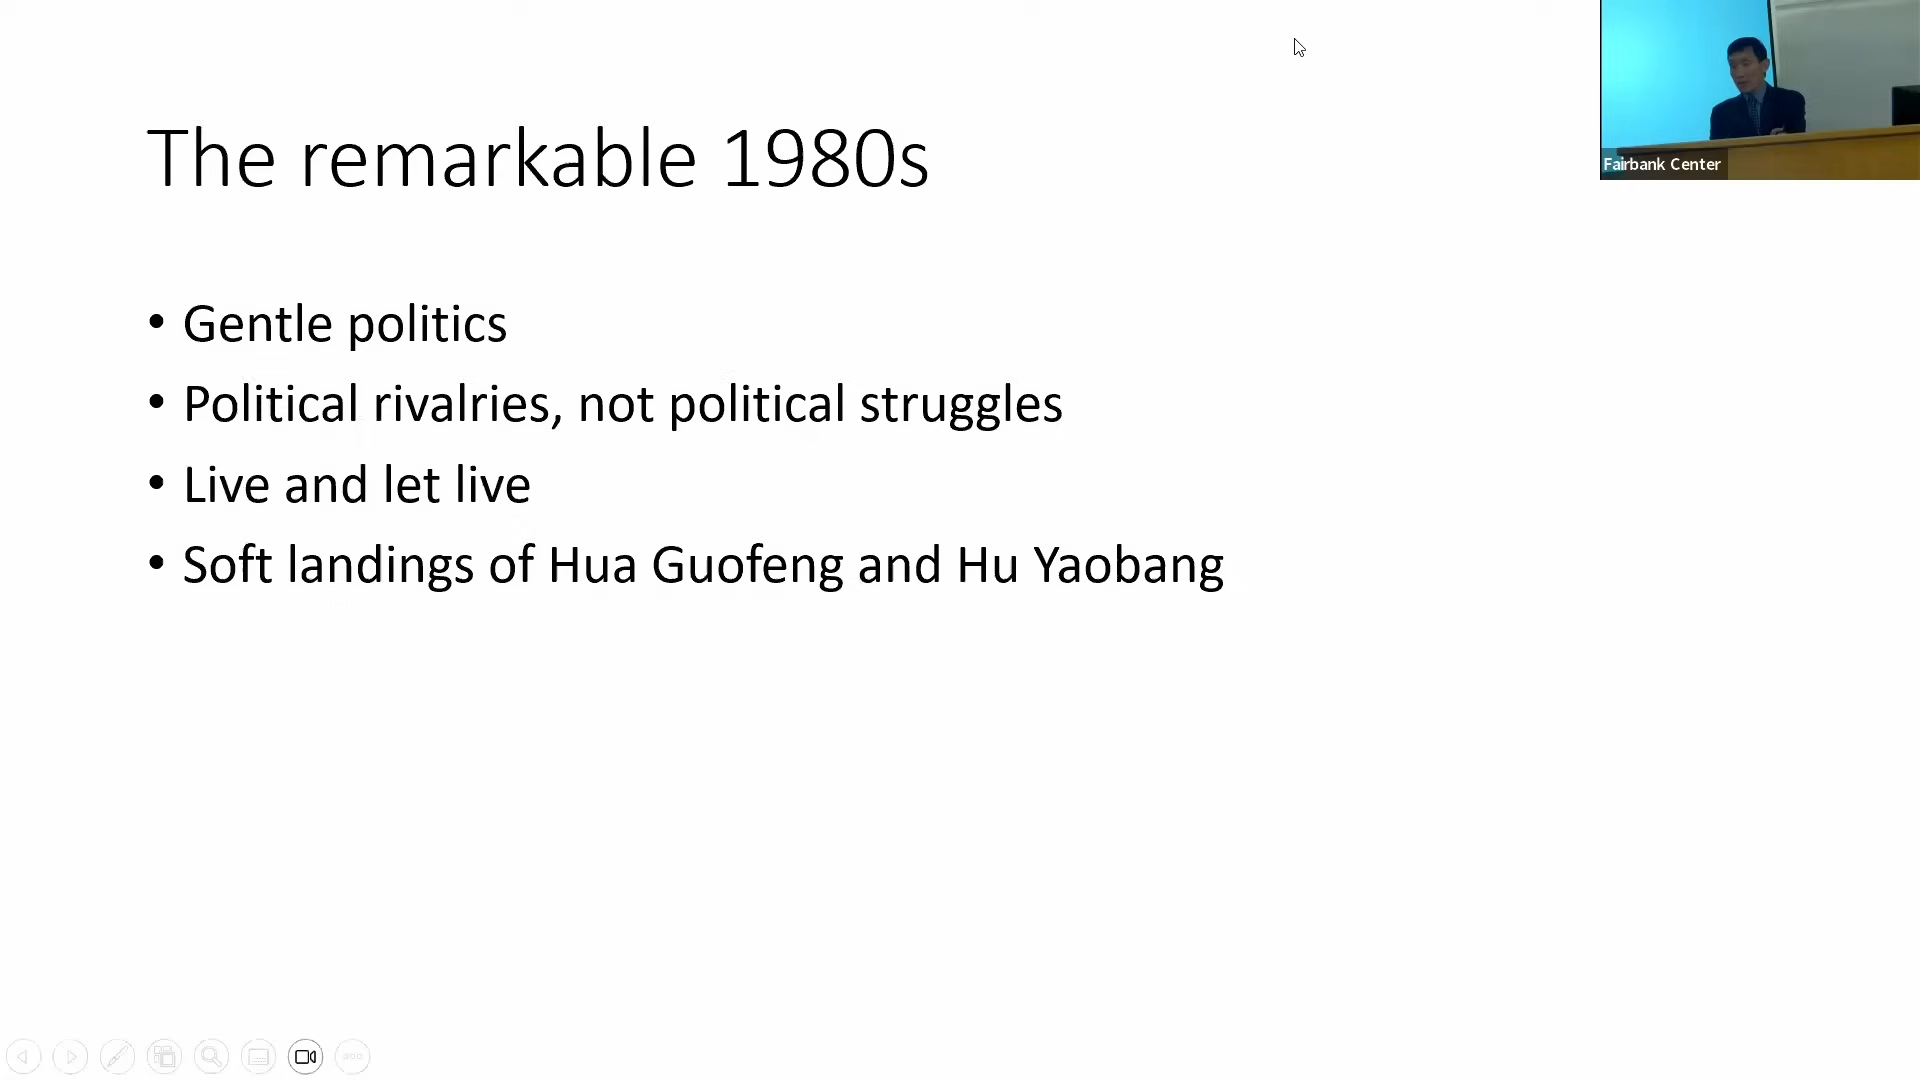 The remarkable 1980s
• Gentle politics
• Political rivalries, not political struggles
• Live and let live
• Soft landings of Hua Guofeng and Hu Yaobang
Fairbank Center